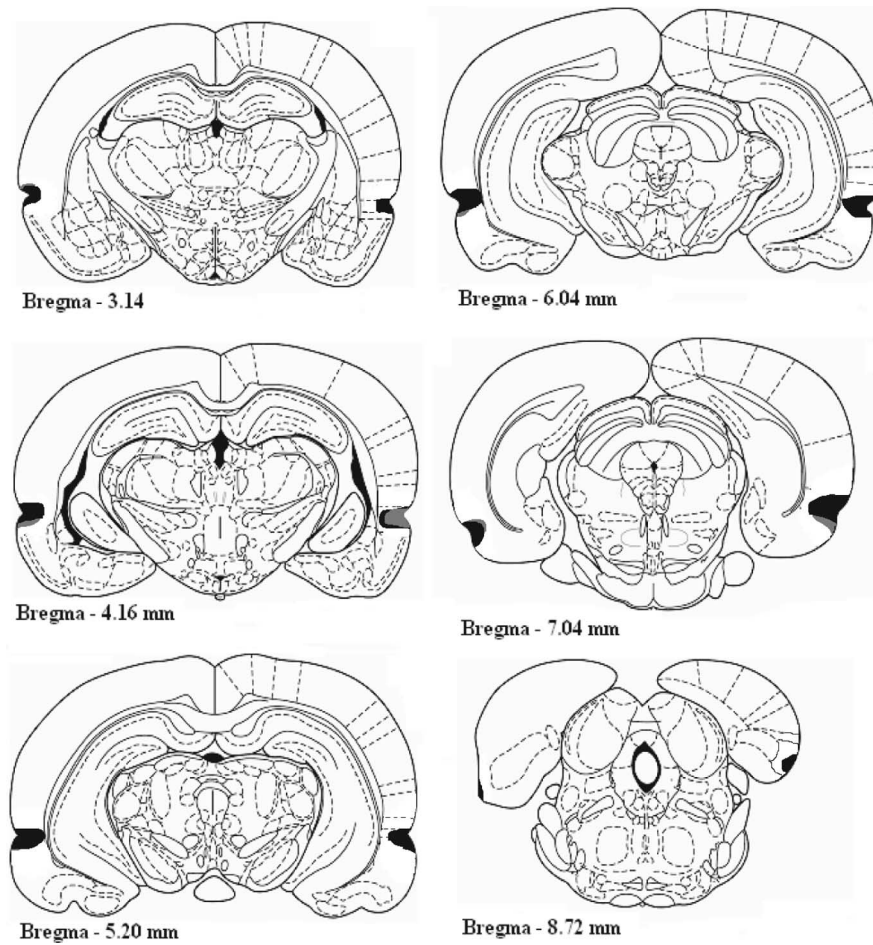 Bregma - 3.14
Bregma - 4.16 mm
Bregma - 5.20 mm
Bregma - 6.04 mm
Bregma - 7.04 mm
Bregma - 8.72 mm